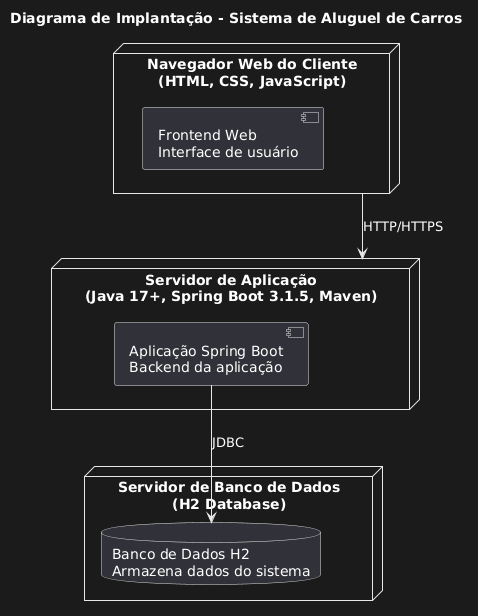 Diagrama de Implantação - Sistema de Aluguel de Carros
Navegador Web do Cliente
(HTML, CSS, JavaScript)
Frontend Web
Interface de usuário
HTTP/HTTPS
Servidor de Aplicação
(Java 17+, Spring Boot 3.1.5, Maven)
Aplicação Spring Boot
Backend da aplicação
JDBC
Servidor de Banco de Dados
(H2 Database)
Banco de Dados H2
Armazena dados do sistema